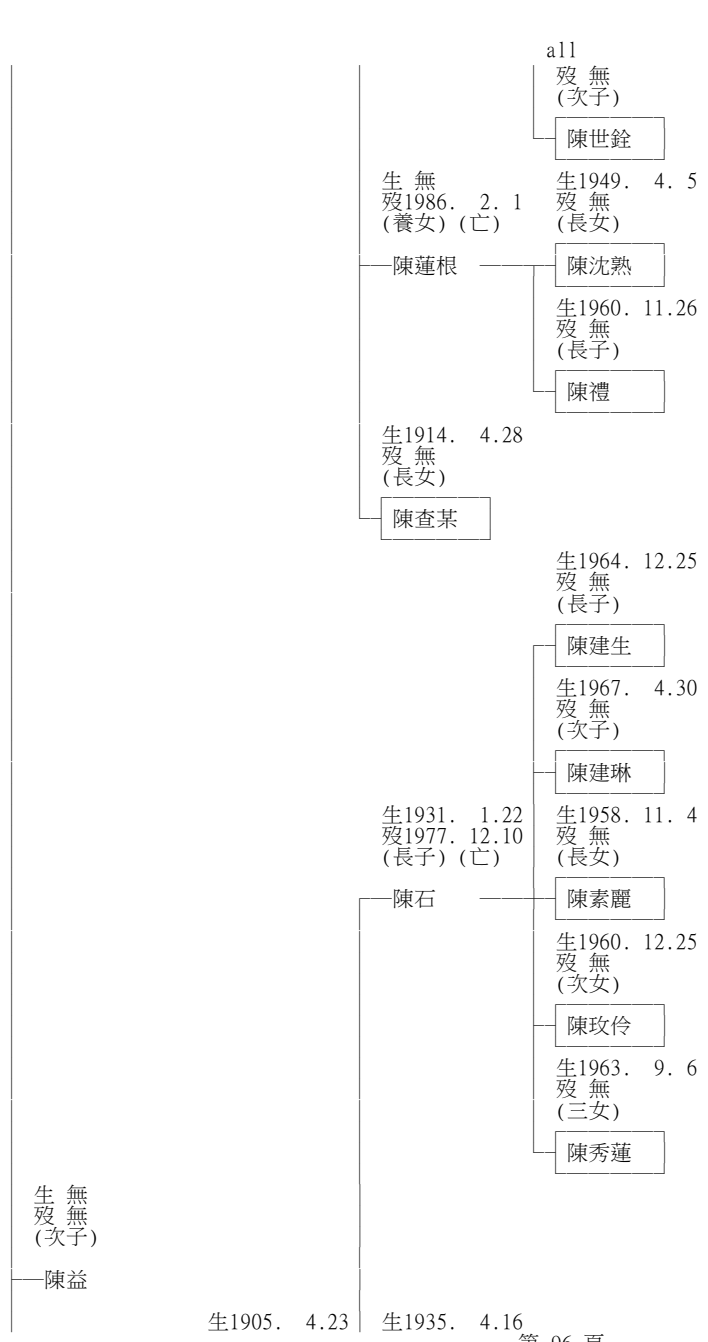 all
歿 無
(次子)
陳世銓
生 無
生1949. 4. 5
歿1986. 2. 1
歿 無
(養女)(亡)
(長女)
陳蓮根
陳沈熟
生1960. 11.26
歿 無
(長子)
陳禮
生1914. 4.28
歿 無
(長女)
陳查某
生1964. 12.25
歿 無
(長子)
陳建生
生1967. 4.30
歿 無
(次子)
陳建琳
生1931. 1.22
生1958. 11. 4
歿1977. 12.10
歿 無
(長子)(亡)
(長女)
陳石
陳素麗
生1960. 12.25
歿 無
(次女)
陳玫伶
生1963. 9. 6
歿 無
(三女)
陳秀蓮
生 無
歿 無
(次子)
陳益
生1905. 4.23
生1935. 4.16
第 96 頁